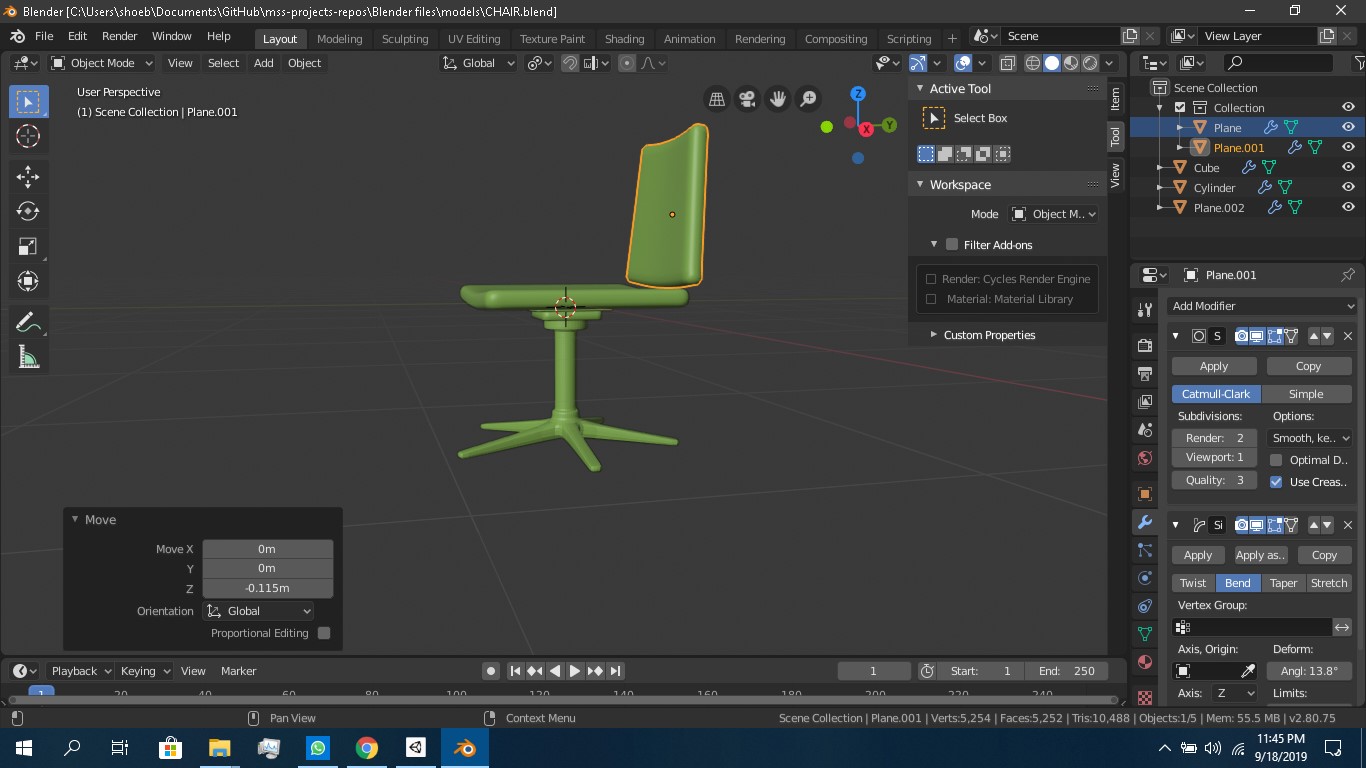 Blender [C:\Users\shoeb\Documents\GitHub\mss-projects-repos\Blender files\models\CHAIR.blend]
File Edit Render Window Help Layout Modeling Sculpting UV Editing Texture Paint Shading Animation Rendering Compositing Scripting + Scene View Layer
Object Mode View Select Add Object Global
User Perspective
(1) Scene Collection | Plane.001
Z
X
Y
Active Tool
Select Box
Workspace
Mode Object M..
Filter Add-ons
Render: Cycles Render Engine
Material: Material Library
Custom Properties
Item
Tool
View
Scene Collection
Collection
Plane
Plane.001
Cube
Cylinder
Plane.002
Plane.001
Add Modifier
S
Apply Copy
Catmull-Clark Simple
Subdivisions: Options:
Render: 2 Smooth, ke..
Viewport: 1 Optimal D..
Quality: 3 Use Creas..
Si
Apply Apply as.. Copy
Twist Bend Taper Stretch
Vertex Group:
Axis, Origin: Deform:
Angl: 13.8°
Axis: Z Limits:
Move
Move X 0m
Y 0m
Z -0.115m
Orientation Global
Proportional Editing
Playback Keying View Marker 1 Start: 1 End: 250
1 20 40 60 80 100 120 140 160 180 200 220 240
Pan View Context Menu Scene Collection | Plane.001 | Verts:5,254 | Faces:5,252 | Tris:10,488 | Objects:1/5 | Mem: 55.5 MB | v2.80.75
11:45 PM
9/18/2019